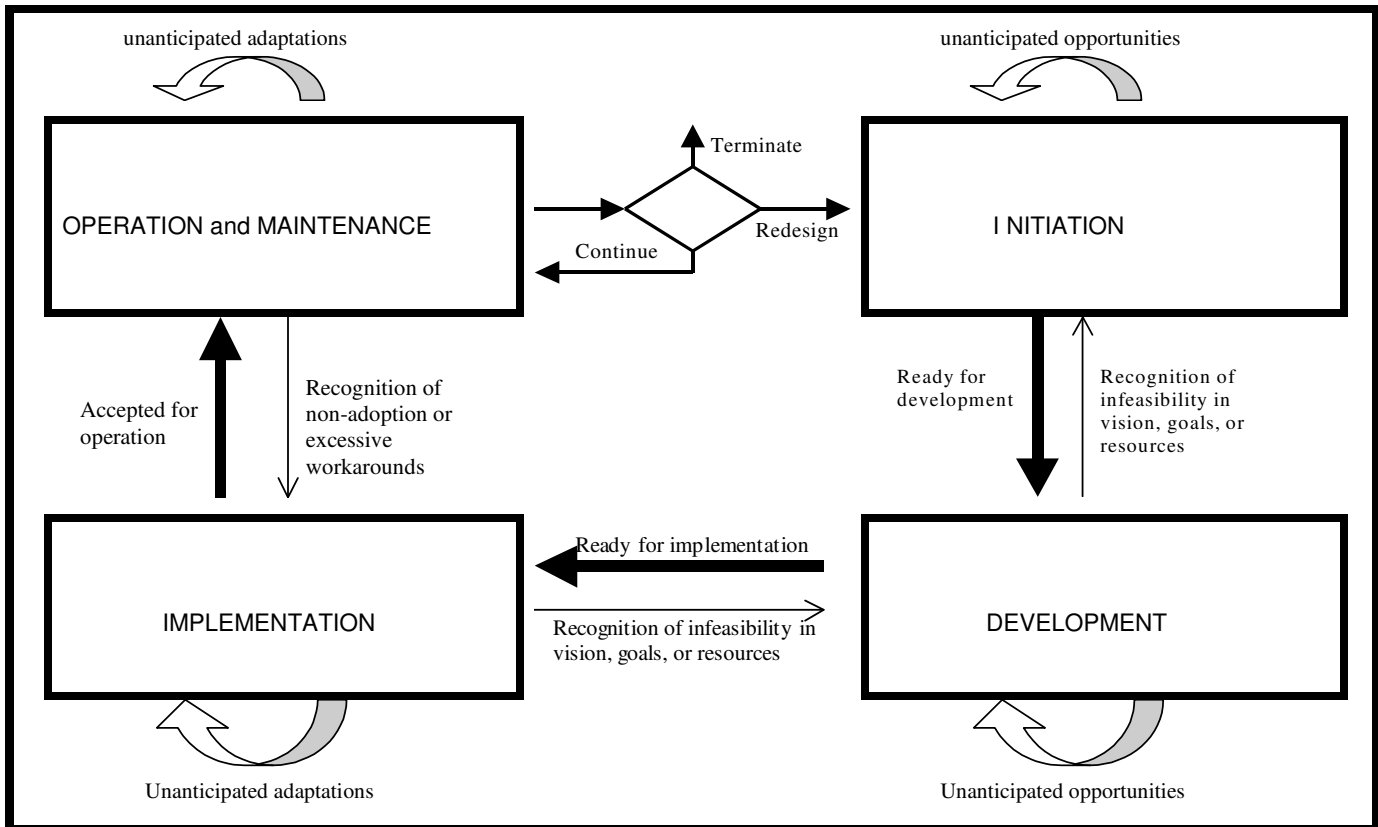 unanticipated adaptations
unanticipated opportunities
Terminate
OPERATION and MAINTENANCE
Redesign
I NITIATION
Continue
Accepted for
operation
Recognition of
non-adoption or
excessive
workarounds
Ready for
development
Recognition of
infeasibility in
vision, goals, or
resources
Ready for implementation
IMPLEMENTATION
Recognition of infeasibility in
vision, goals, or resources
DEVELOPMENT
Unanticipated adaptations
Unanticipated opportunities